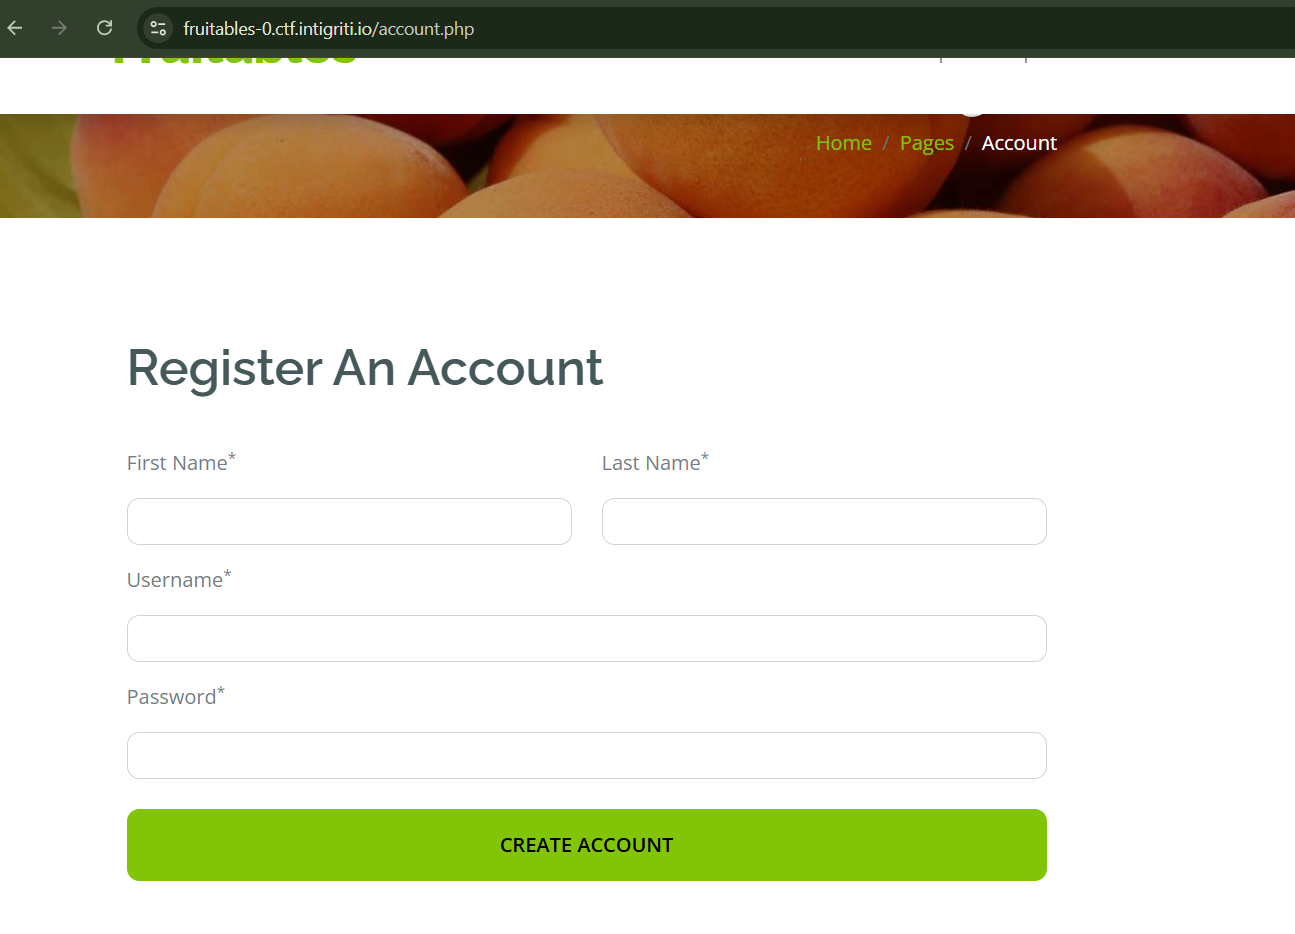 fruitables-0.ctf.intigriti.io/account.php
Home / Pages / Account
Register An Account
First Name* Last Name*
Username*
Password*
CREATE ACCOUNT